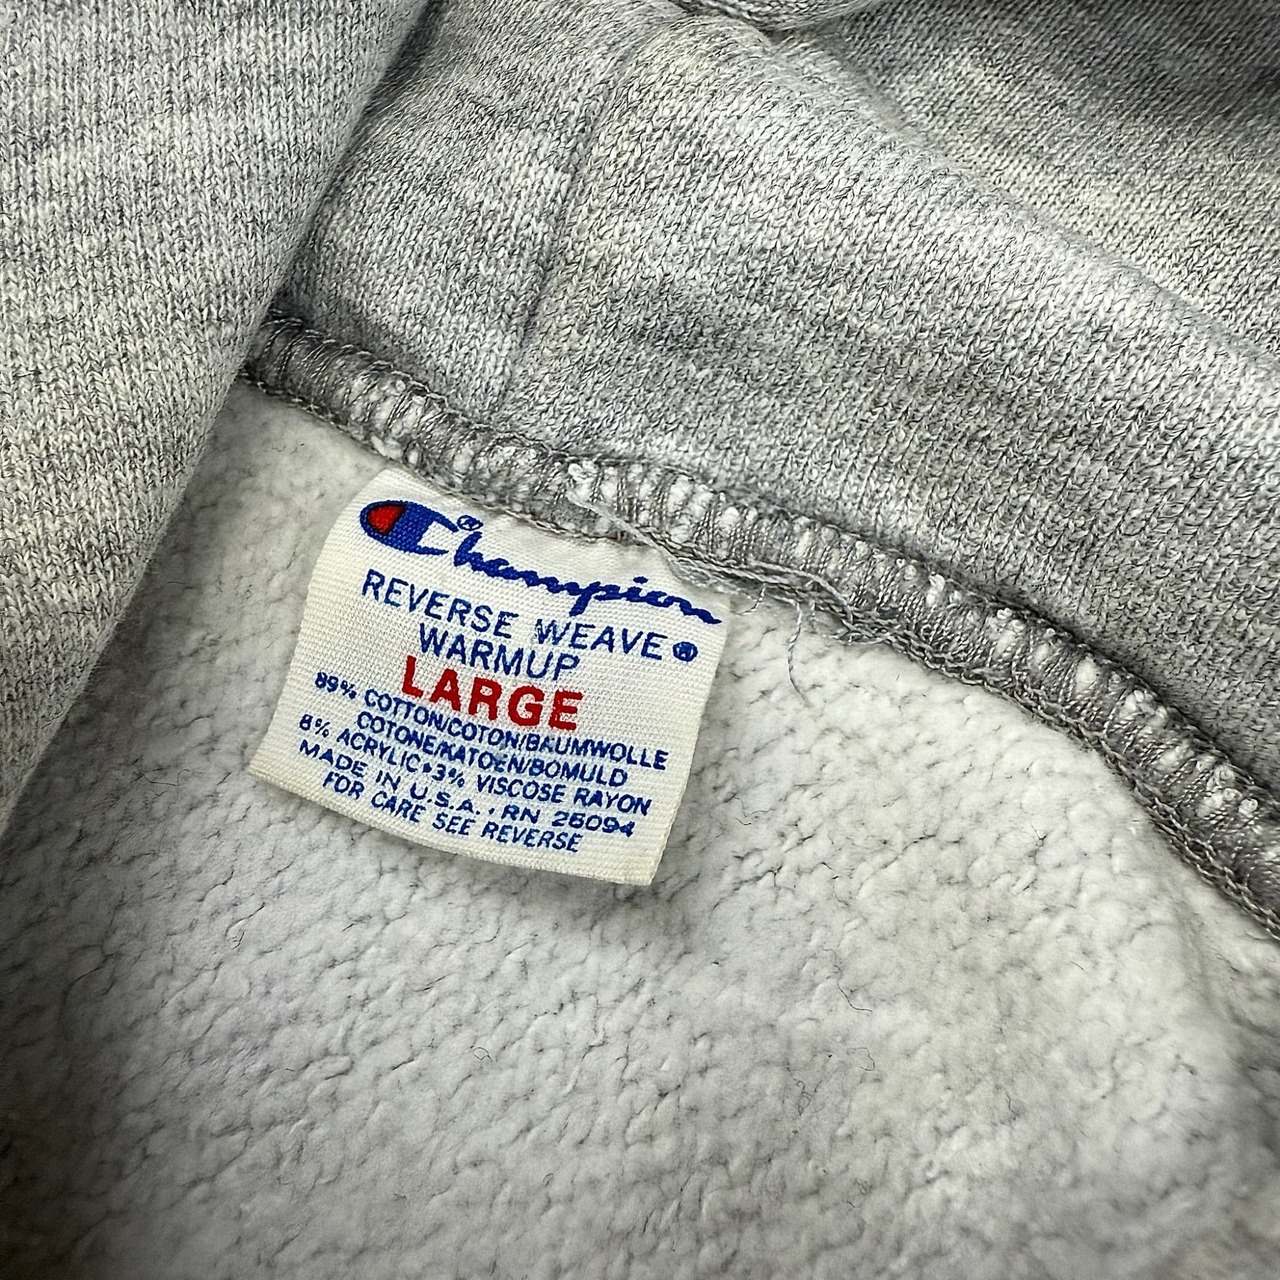 Champion®
REVERSE WEAVE®
WARMUP
LARGE
89% COTTON/COTON/BAUMWOLLE
COTONE/KATOEN/BOMULD
8% ACRYLIC•3% VISCOSE RAYON
MADE IN U.S.A. • RN 26094
FOR CARE SEE REVERSE